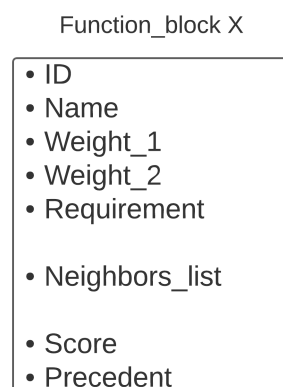 Function_block X
• ID
• Name
• Weight_1
• Weight_2
• Requirement
• Neighbors_list
• Score
• Precedent